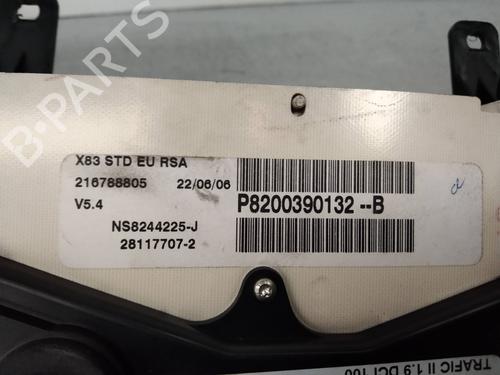 B-PARTS
X83 STD EU RSA
216788805 22/06/06
V5.4 P8200390132--B
NS8244225-J
28117707-2
TRAFIC II 1.9 DCI 100